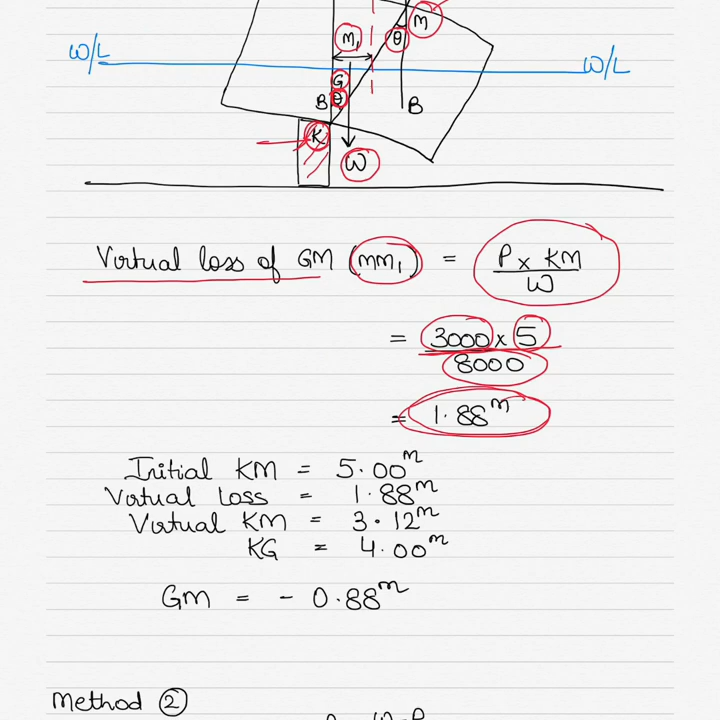 M
M₁
θ
W/L
W/L
G
B
θ
B
K
W
Virtual loss of GM (MM₁) = P x KM
W
= 3000 x 5
8000
= 1.88ᵐ
Initial KM = 5.00ᵐ
Virtual Loss = 1.88ᵐ
Virtual KM = 3.12ᵐ
KG = 4.00ᵐ
GM = - 0.88ᵐ
Method ②